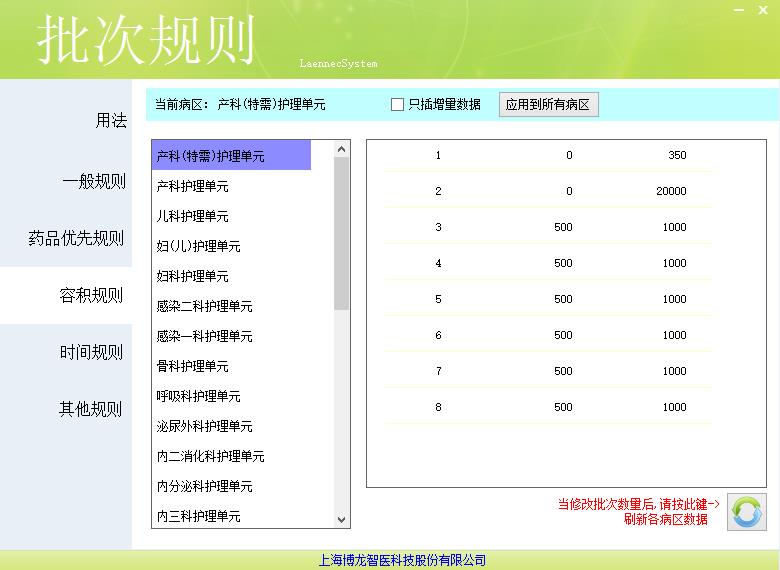 批次规则
LaennecSystem
用法
一般规则
药品优先规则
容积规则
时间规则
其他规则
当前病区： 产科(特需)护理单元 只插增量数据 应用到所有病区
产科(特需)护理单元
产科护理单元
儿科护理单元
妇(儿)护理单元
妇科护理单元
感染二科护理单元
感染一科护理单元
骨科护理单元
呼吸科护理单元
泌尿外科护理单元
内二消化科护理单元
内分泌科护理单元
内三科护理单元
1 0 350
2 0 20000
3 500 1000
4 500 1000
5 500 1000
6 500 1000
7 500 1000
8 500 1000
当修改批次数量后,请按此键->
刷新各病区数据
上海博龙智医科技股份有限公司